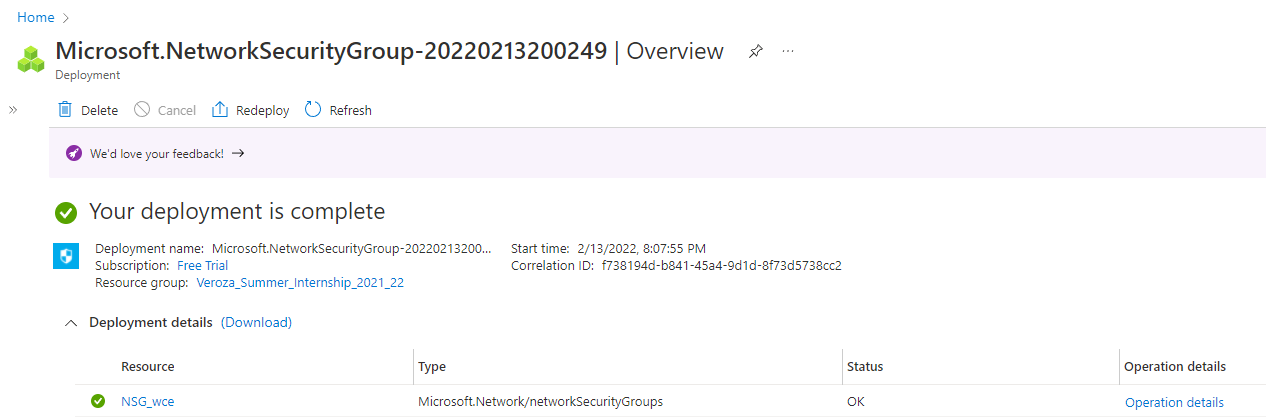 Home
Microsoft.NetworkSecurityGroup-20220213200249 | Overview
Deployment
Delete Cancel Redeploy Refresh
We'd love your feedback!
Your deployment is complete
Deployment name: Microsoft.NetworkSecurityGroup-20220213200... Start time: 2/13/2022, 8:07:55 PM
Subscription: Free Trial Correlation ID: f738194d-b841-45a4-9d1d-8f73d5738cc2
Resource group: Veroza_Summer_Internship_2021_22
Deployment details (Download)
Resource Type Status Operation details
NSG_wce Microsoft.Network/networkSecurityGroups OK Operation details